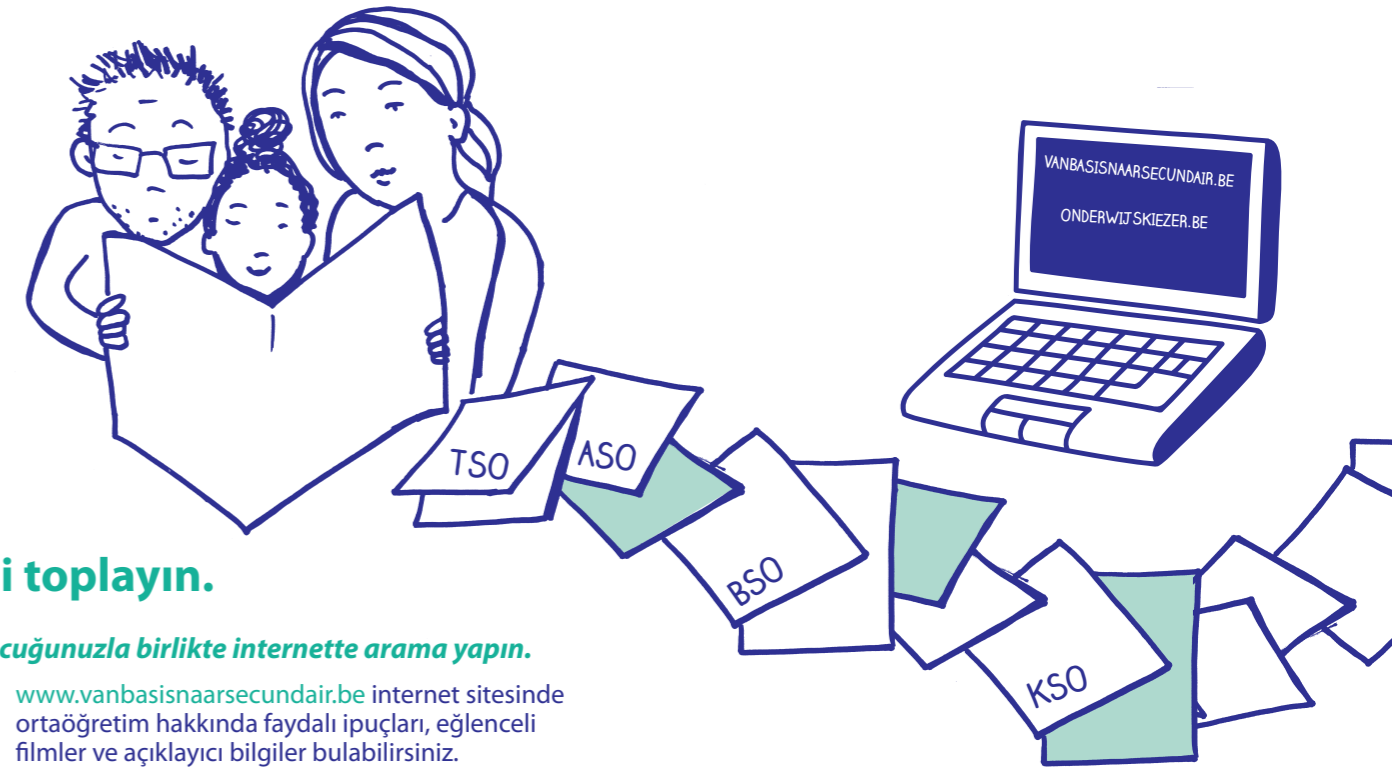 VANBASISNAARSECUNDAIR.BE
ONDERWIJSKIEZER.BE
TSO
ASO
BSO
KSO
i toplayın.
cuğunuzla birlikte internette arama yapın.
www.vanbasisnaarsecundair.be internet sitesinde
ortaöğretim hakkında faydalı ipuçları, eğlenceli
filmler ve açıklayıcı bilgiler bulabilirsiniz.